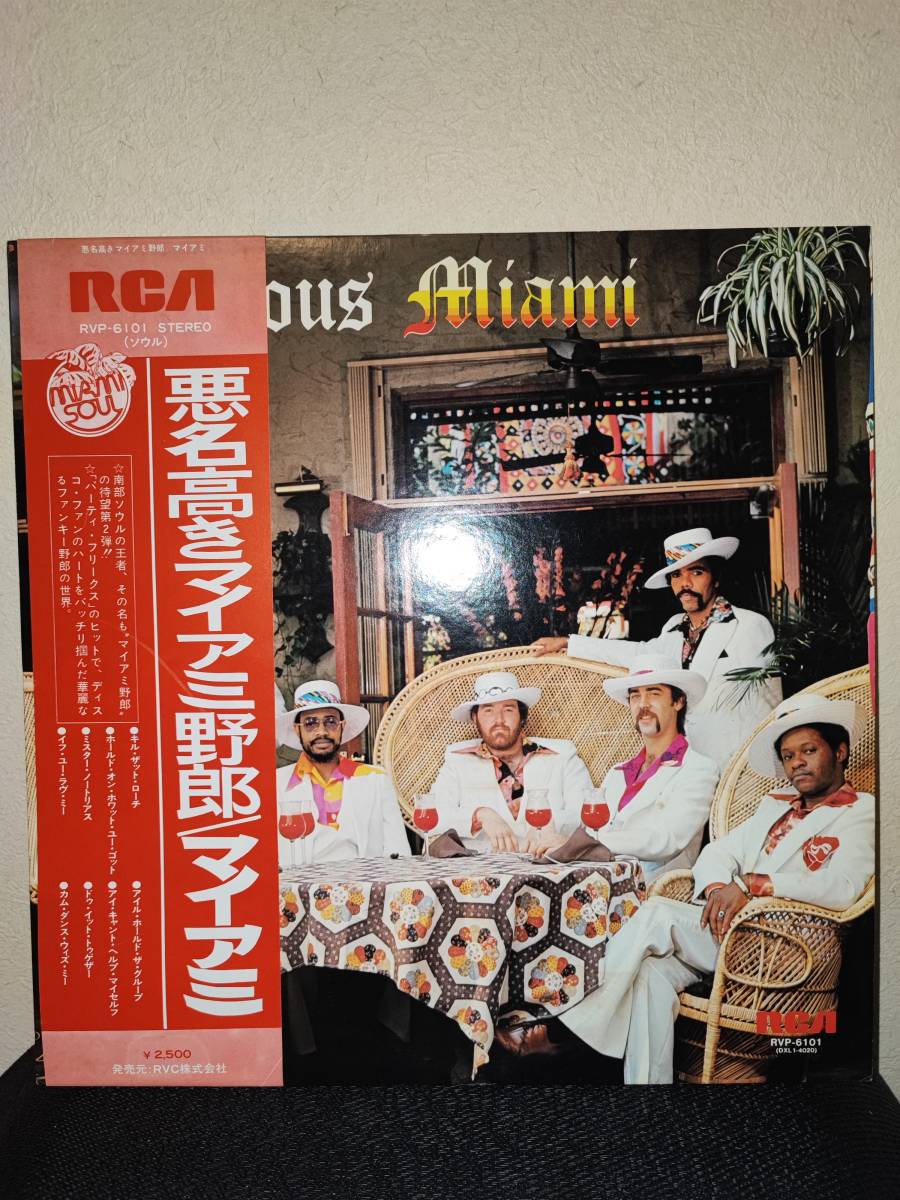 悪名高きマイアミ野郎 マイアミ
RCA
RVP-6101 STEREO
(ソウル)
MIAMI
SOUL
悪名高きマイアミ野郎/マイアミ
☆南部ソウルの王者、その名も〝マイアミ野郎〟
の待望第2弾!!
☆「パーティ・フリークス」のヒットで、ディス
コ・ファンのハートをバッチリ掴んだ華麗な
るファンキー野郎の世界。
●キル・ザット・ローチ
●ホールド・オン・ホワット・ユー・ゴット
●ミスター・ノートリアス
●イフ・ユー・ラヴ・ミー
●アイル・ホールド・ザ・グルーブ
●アイ・キャント・ヘルプ・マイセルフ
●ドゥ・イット・トゥゲザー
●カム・ダンス・ウィズ・ミー
¥2,500
発売元:RVC株式会社
ous Miami
RCA
RVP-6101
(DXL1-4020)